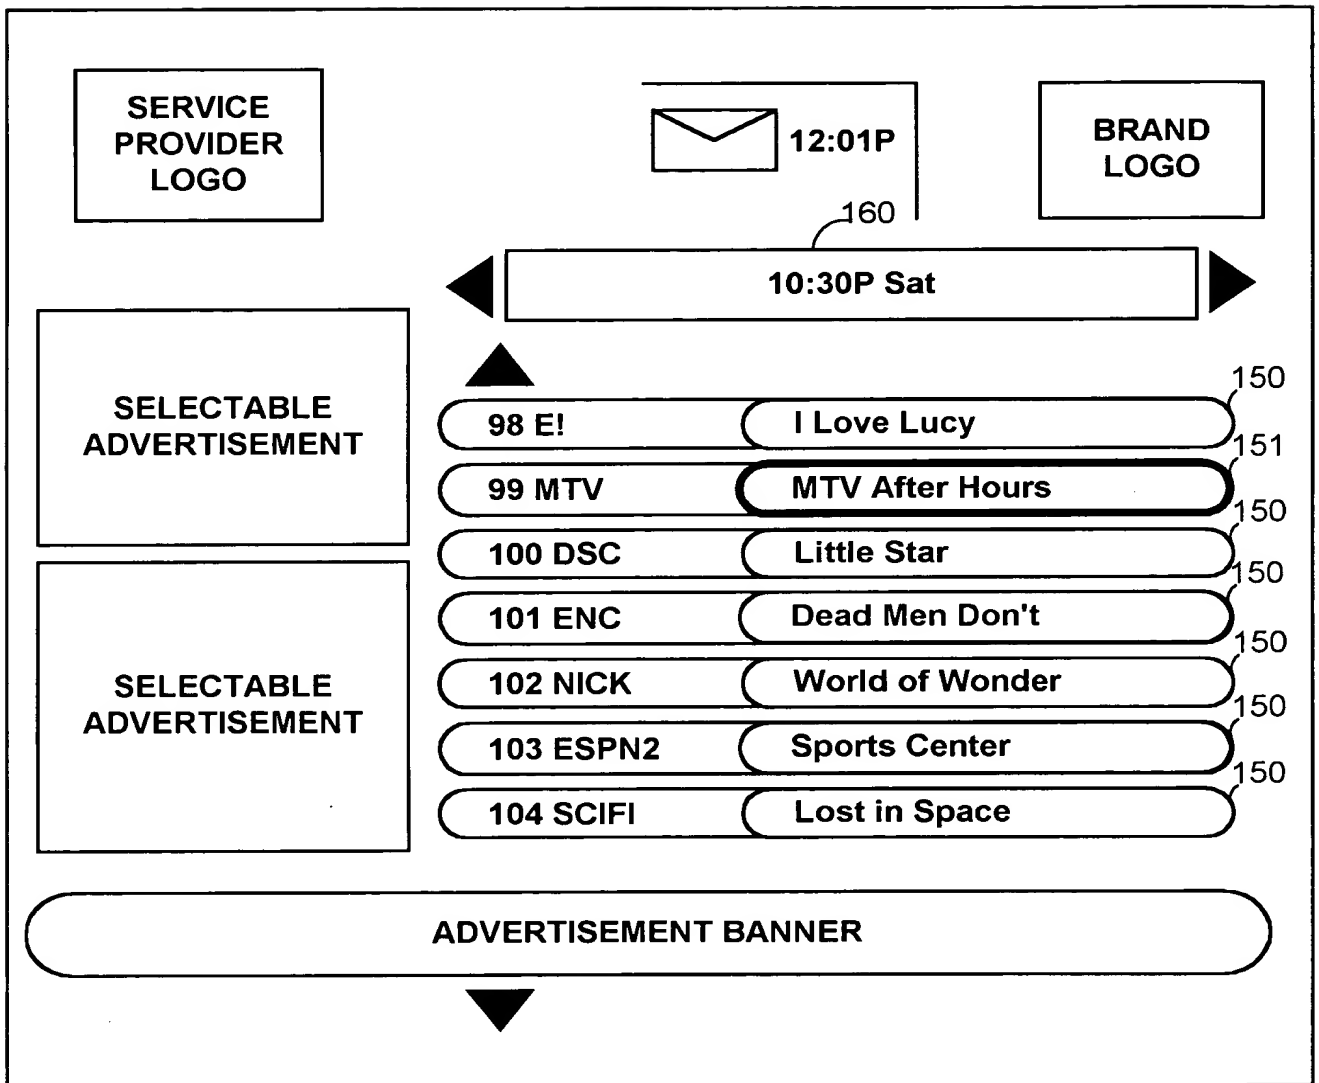 SERVICE
PROVIDER
LOGO
12:01P
BRAND
LOGO
160
10:30P Sat
SELECTABLE
ADVERTISEMENT
150
98 E! I Love Lucy
151
99 MTV MTV After Hours
150
100 DSC Little Star
150
101 ENC Dead Men Don't
150
102 NICK World of Wonder
150
103 ESPN2 Sports Center
150
104 SCIFI Lost in Space
SELECTABLE
ADVERTISEMENT
ADVERTISEMENT BANNER